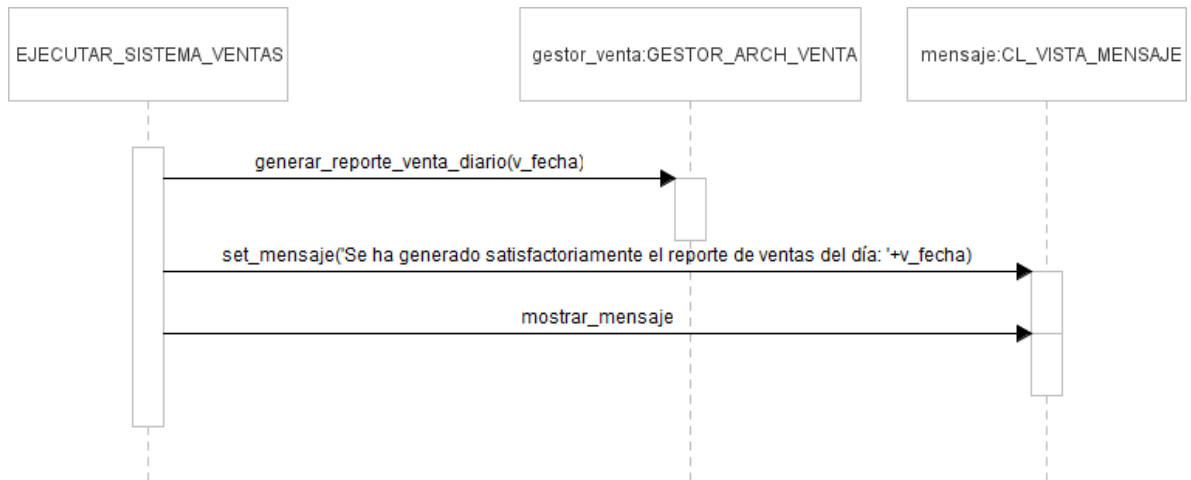 EJECUTAR_SISTEMA_VENTAS
gestor_venta:GESTOR_ARCH_VENTA
mensaje:CL_VISTA_MENSAJE
generar_reporte_venta_diario(v_fecha)
set_mensaje('Se ha generado satisfactoriamente el reporte de ventas del día: '+v_fecha)
mostrar_mensaje